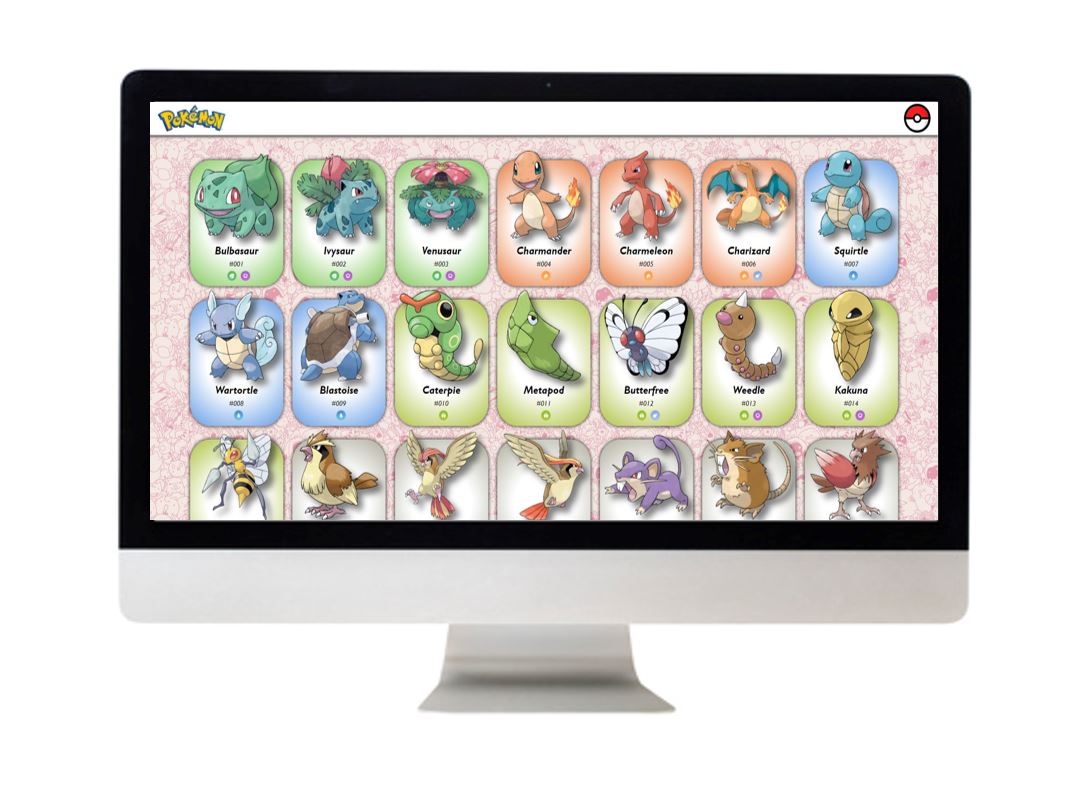 POKéMON
Bulbasaur
#001
Ivysaur
#002
Venusaur
#003
Charmander
#004
Charmeleon
#005
Charizard
#006
Squirtle
#007
Wartortle
#008
Blastoise
#009
Caterpie
#010
Metapod
#011
Butterfree
#012
Weedle
#013
Kakuna
#014